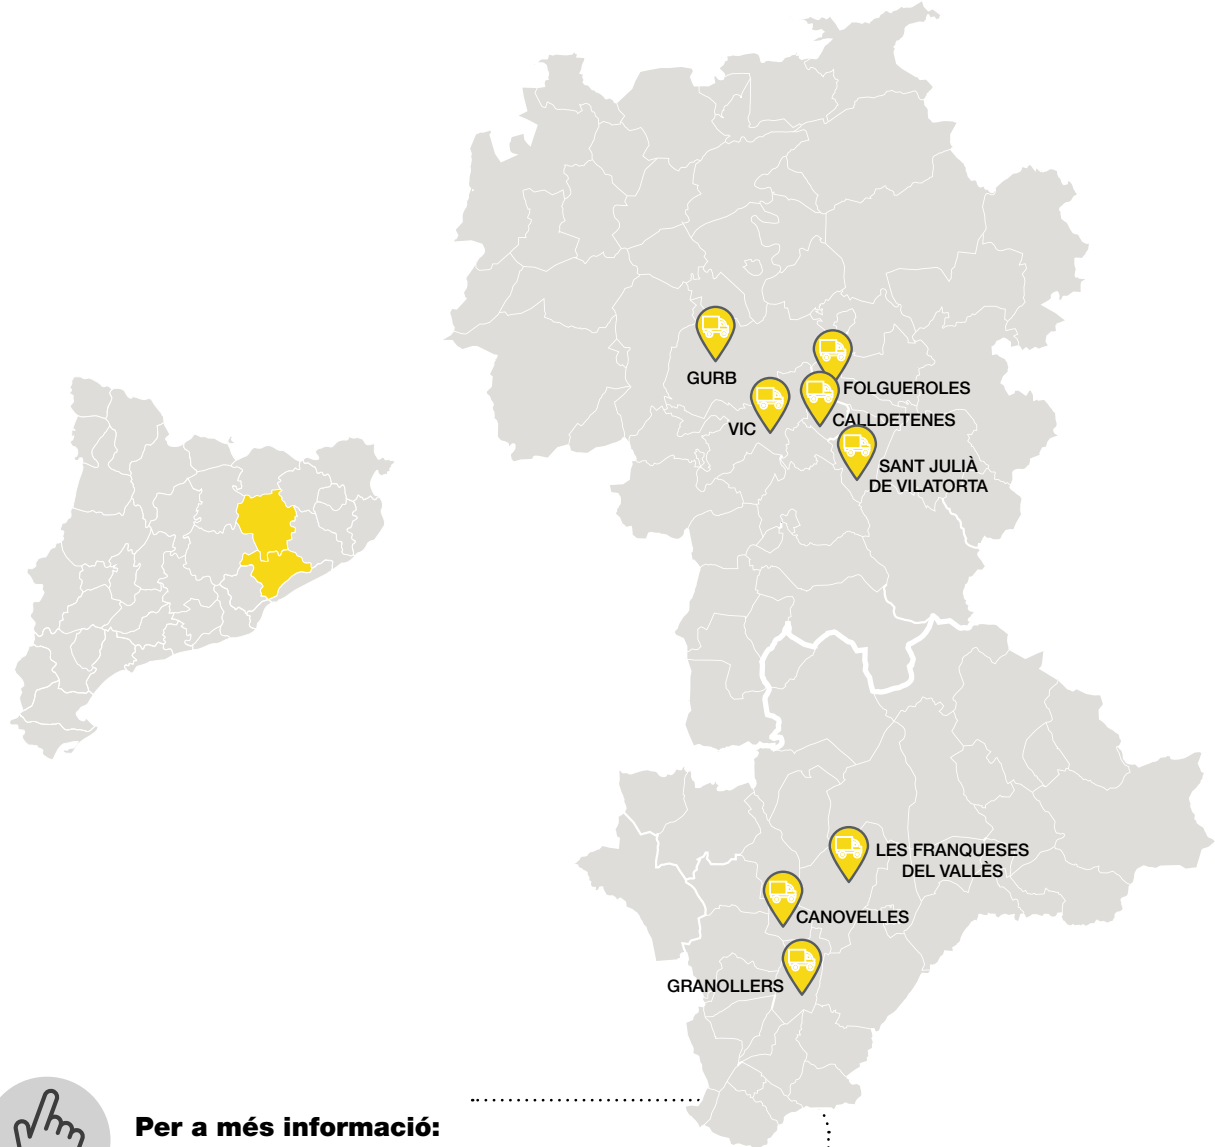 GURB
FOLGUEROLES
VIC
CALLDETENES
SANT JULIÀ
DE VILATORTA
LES FRANQUESES
DEL VALLÈS
CANOVELLES
GRANOLLERS
Per a més informació: